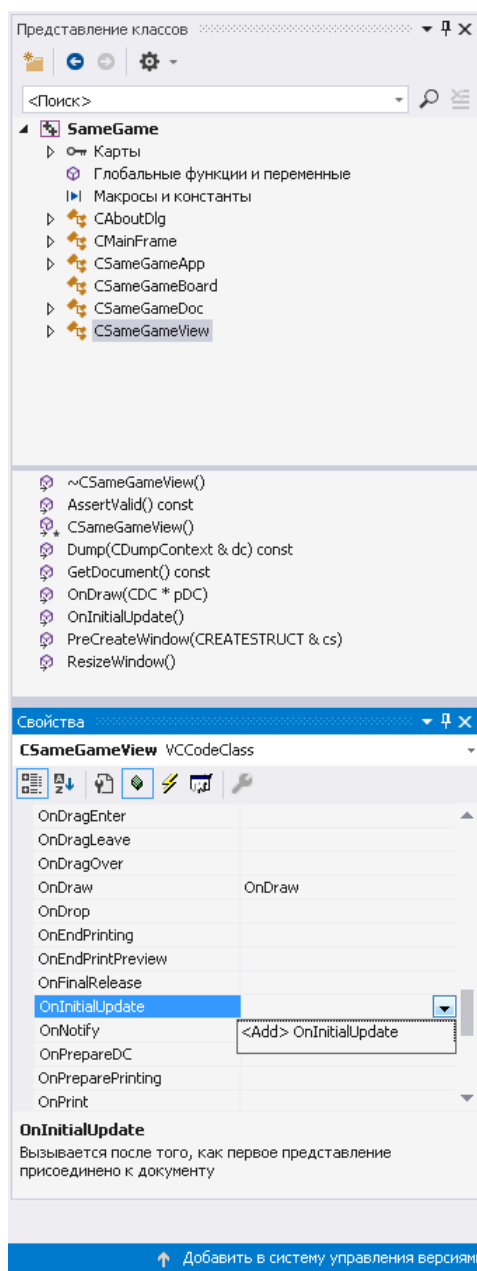 Представление классов
<Поиск>
SameGame
Карты
Глобальные функции и переменные
Макросы и константы
CAboutDlg
CMainFrame
CSameGameApp
CSameGameBoard
CSameGameDoc
CSameGameView
~CSameGameView()
AssertValid() const
CSameGameView()
Dump(CDumpContext & dc) const
GetDocument() const
OnDraw(CDC * pDC)
OnInitialUpdate()
PreCreateWindow(CREATESTRUCT & cs)
ResizeWindow()
Свойства
CSameGameView VCCodeClass
OnDragEnter
OnDragLeave
OnDragOver
OnDraw OnDraw
OnDrop
OnEndPrinting
OnEndPrintPreview
OnFinalRelease
OnInitialUpdate
OnNotify <Add> OnInitialUpdate
OnPrepareDC
OnPreparePrinting
OnPrint
OnInitialUpdate
Вызывается после того, как первое представление
присоединено к документу
Добавить в систему управления версиями